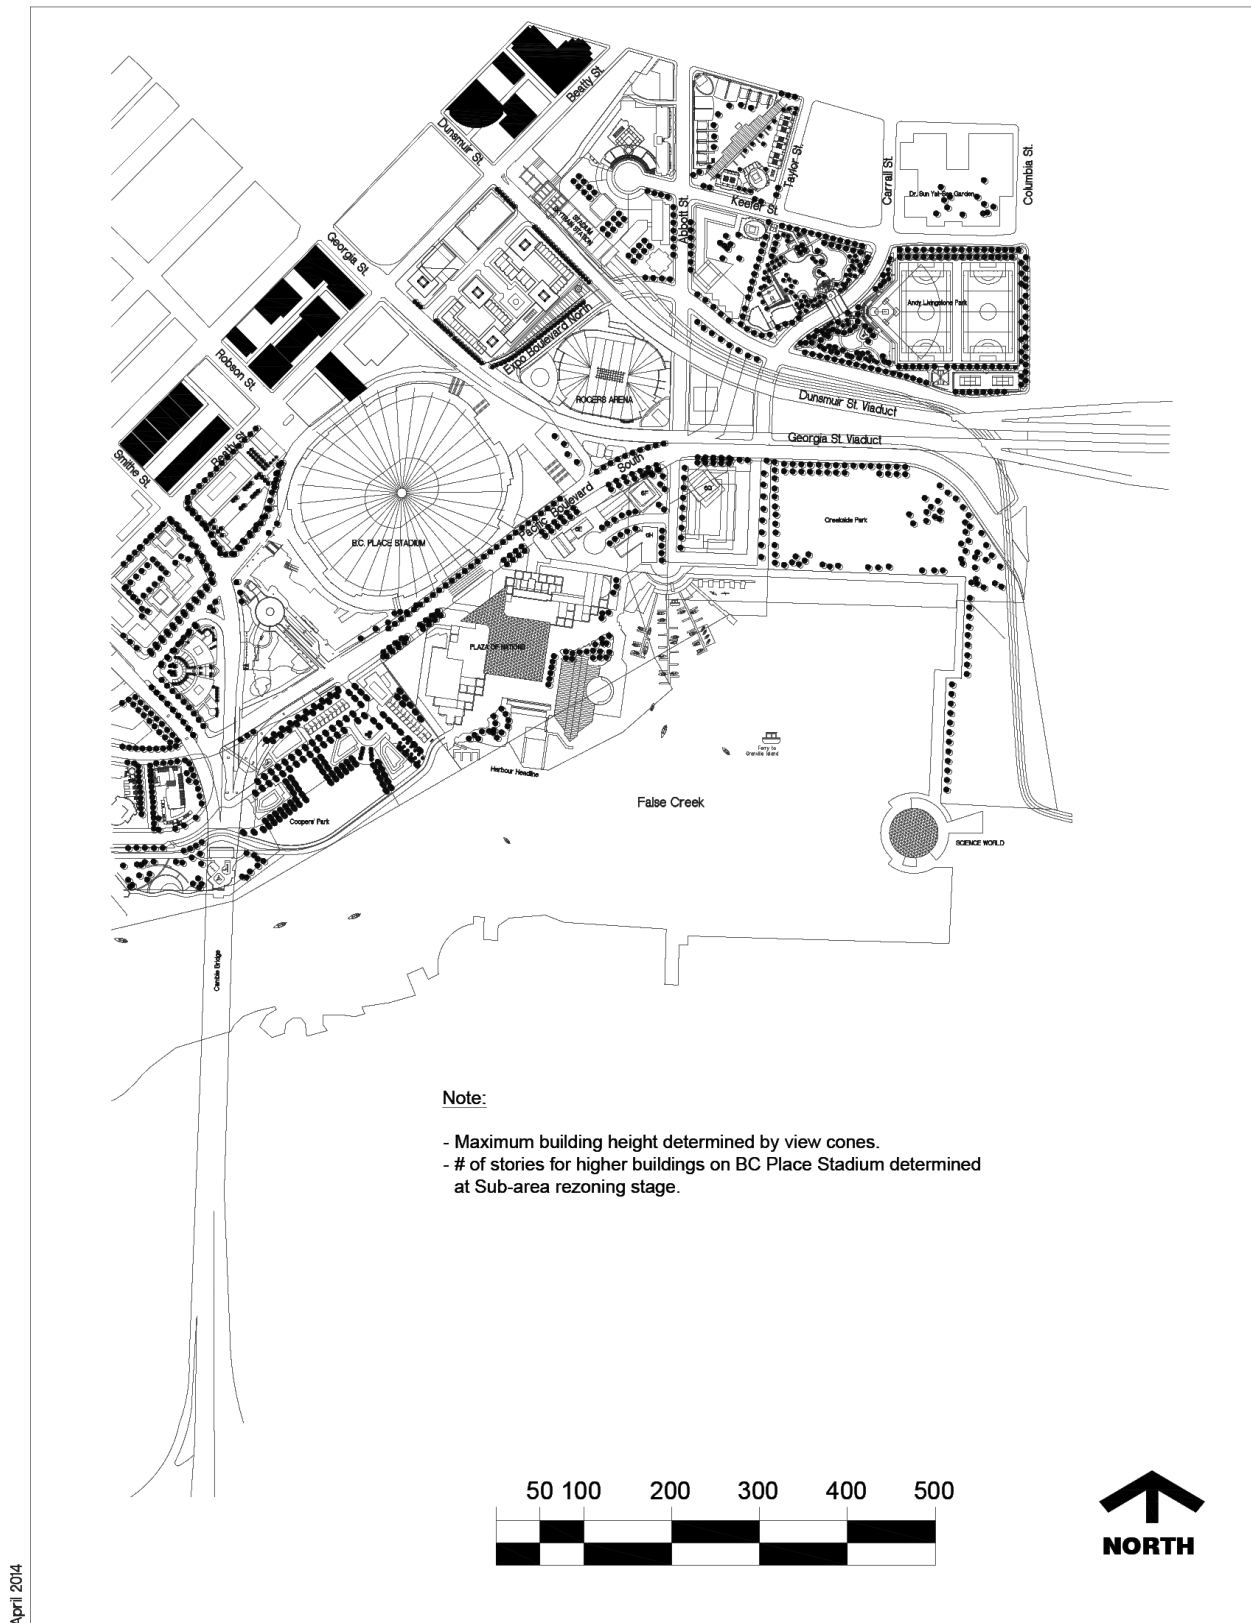 Beatty St.
Dunsmuir St.
Taylor St.
Carrall St.
Columbia St.
Dr. Sun Yat-Sen Garden
Keefer St.
Abbott St.
STADIUM
SKYTRAIN STATION
Georgia St.
Andy Livingstone Park
Expo Boulevard North
Robson St.
ROGERS ARENA
Dunsmuir St. Viaduct
Georgia St. Viaduct
Beatty St.
Smithe St.
Pacific Boulevard South
Creekside Park
B.C. PLACE STADIUM
PLAZA OF NATIONS
Ferry to
Granville Island
Harbour Headline
False Creek
Coopers' Park
SCIENCE WORLD
Cambie Bridge
Note:
- Maximum building height determined by view cones.
- # of stories for higher buildings on BC Place Stadium determined
at Sub-area rezoning stage.
50 100 200 300 400 500
NORTH
April 2014